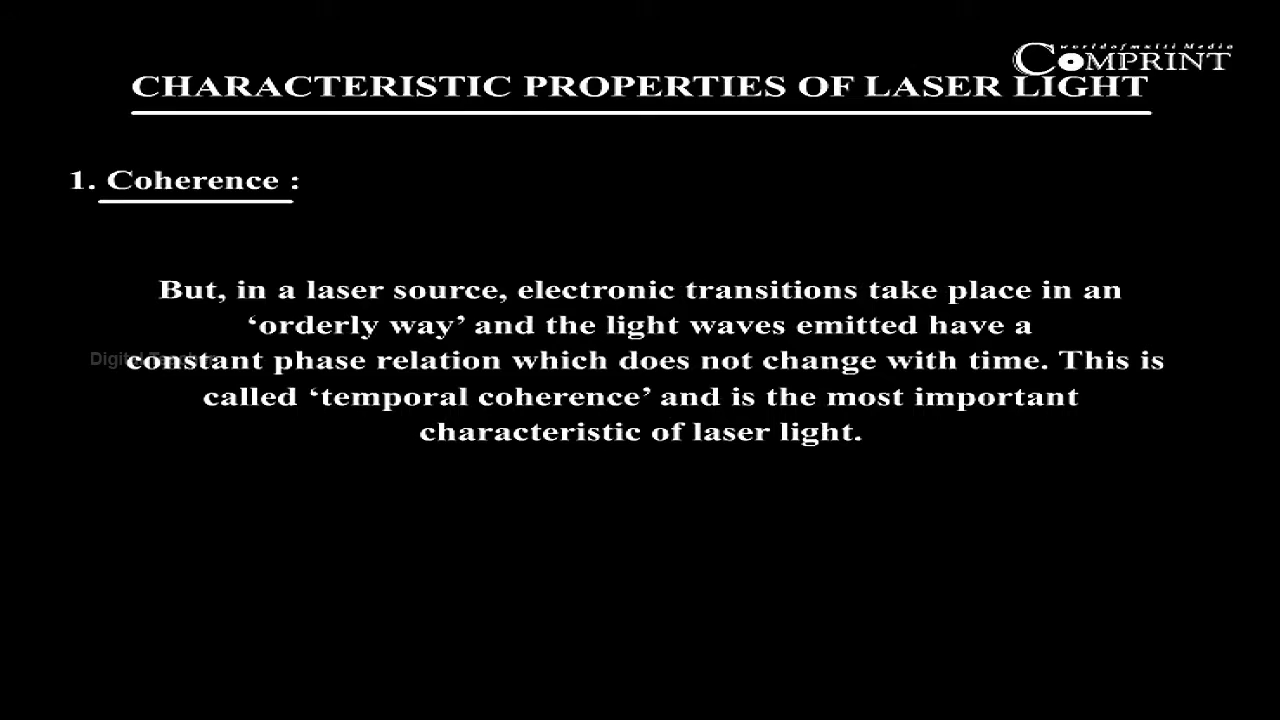 world of multi Media
COMPRINT
CHARACTERISTIC PROPERTIES OF LASER LIGHT
1. Coherence :
But, in a laser source, electronic transitions take place in an
‘orderly way’ and the light waves emitted have a
Digital Teacher
constant phase relation which does not change with time. This is
called ‘temporal coherence’ and is the most important
characteristic of laser light.